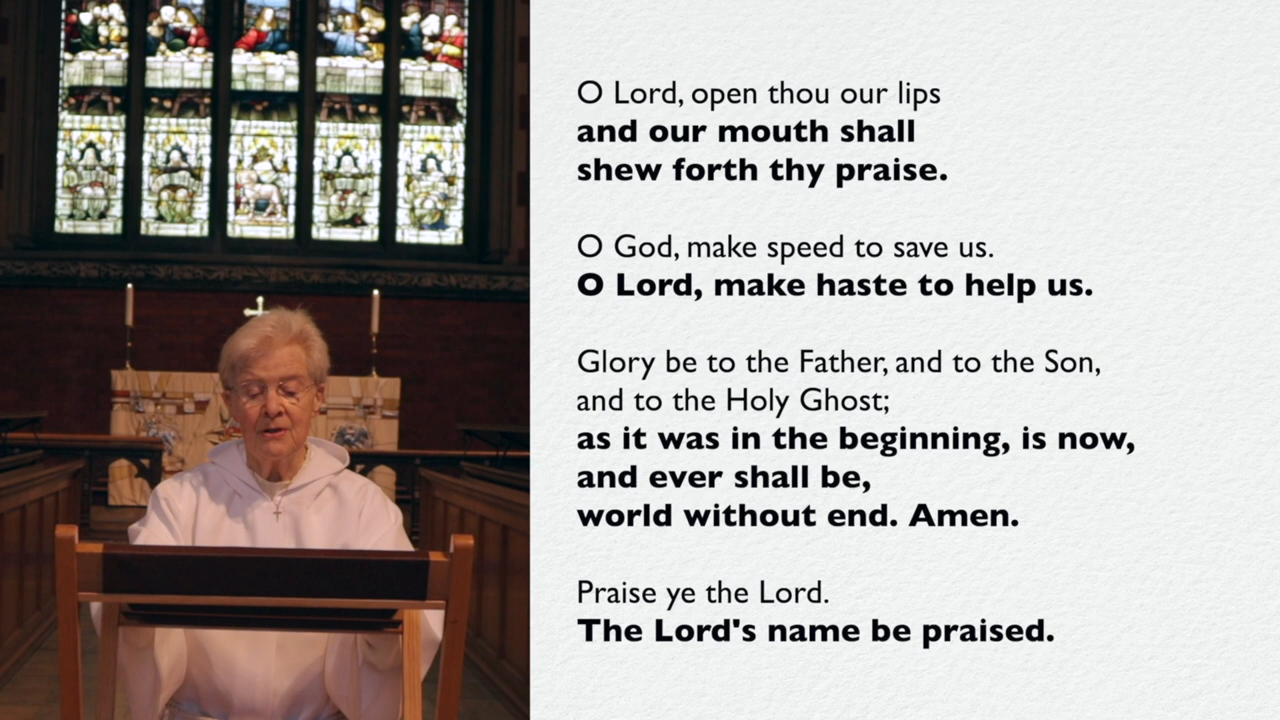 O Lord, open thou our lips
and our mouth shall
shew forth thy praise.
O God, make speed to save us.
O Lord, make haste to help us.
Glory be to the Father, and to the Son,
and to the Holy Ghost;
as it was in the beginning, is now,
and ever shall be,
world without end. Amen.
Praise ye the Lord.
The Lord's name be praised.